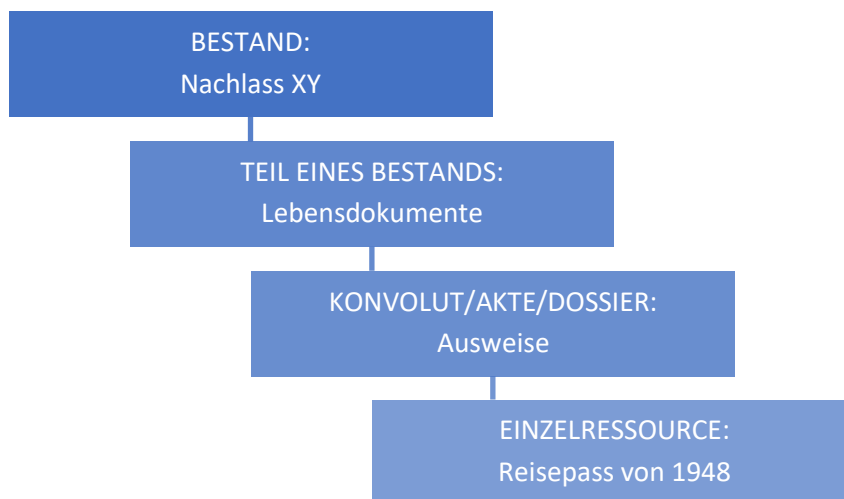 BESTAND:
Nachlass XY
TEIL EINES BESTANDS:
Lebensdokumente
KONVOLUT/AKTE/DOSSIER:
Ausweise
EINZELRESSOURCE:
Reisepass von 1948